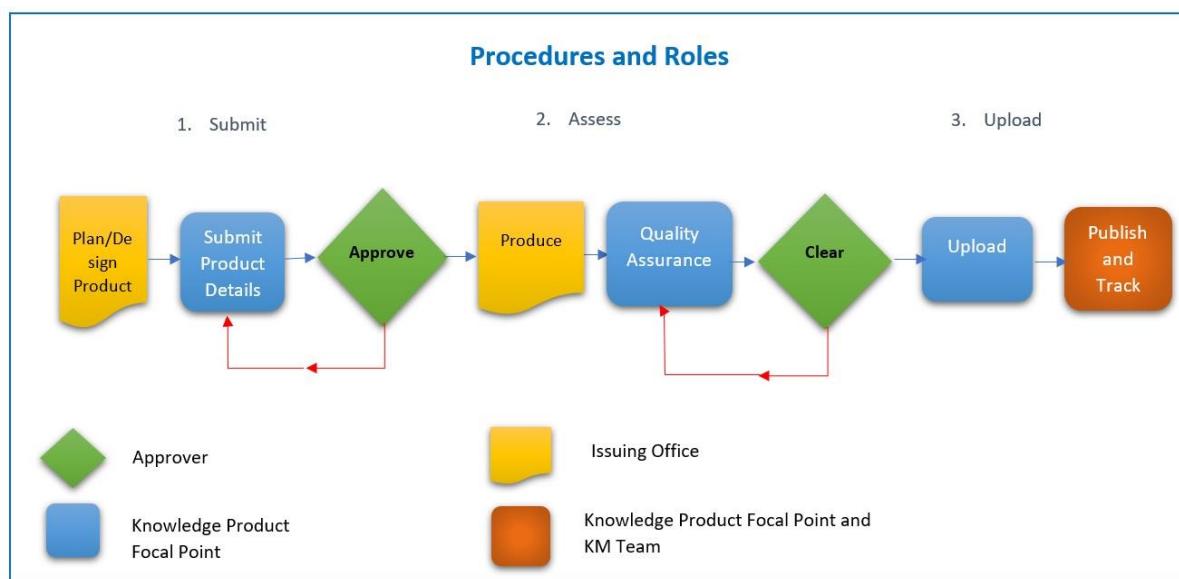 Procedures and Roles
1. Submit
2. Assess
3. Upload
Plan/De
sign
Product
Submit
Product
Details
Approve
Produce
Quality
Assurance
Clear
Upload
Publish
and
Track
Approver
Issuing Office
Knowledge Product
Focal Point
Knowledge Product Focal Point and
KM Team